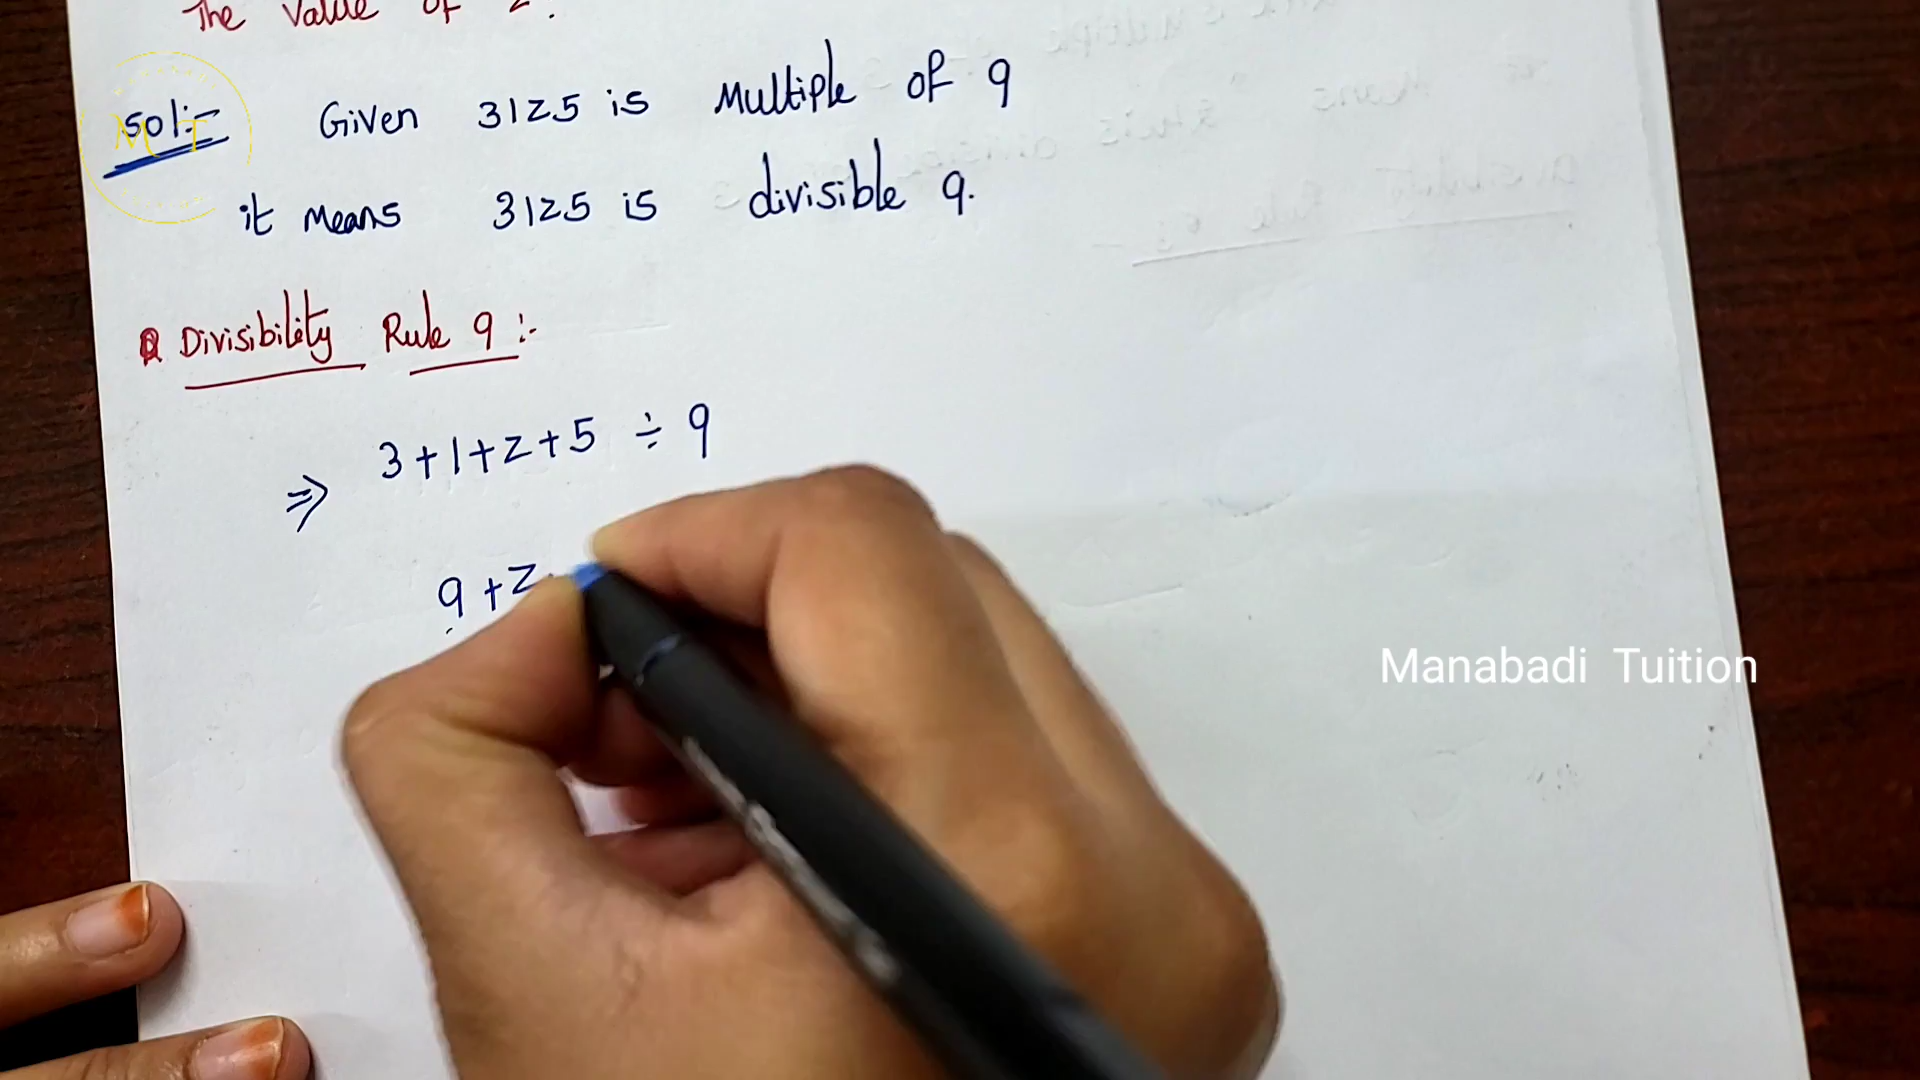 The Value of z.
Sol:- Given 31z5 is Multiple of 9
it means 31z5 is divisible 9.
Divisibility Rule 9 :-
⇒ 3+1+z+5 ÷ 9
9+z
Manabadi Tuition
MT